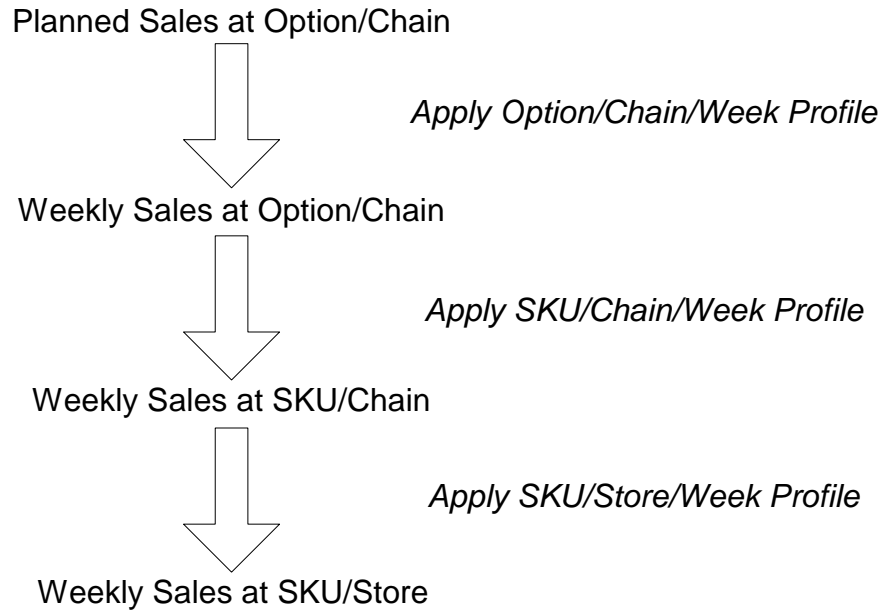 Planned Sales at Option/Chain
Apply Option/Chain/Week Profile
Weekly Sales at Option/Chain
Apply SKU/Chain/Week Profile
Weekly Sales at SKU/Chain
Apply SKU/Store/Week Profile
Weekly Sales at SKU/Store